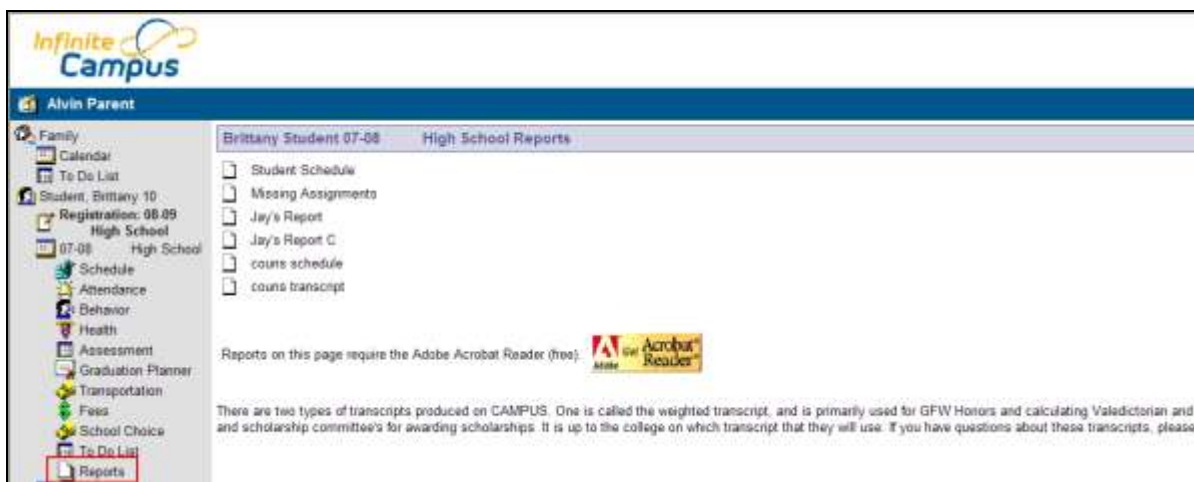 Infinite
Campus
Alvin Parent
Family
Calendar
To Do List
Student, Brittany 10
Registration: 08-09
High School
07-08 High School
Schedule
Attendance
Behavior
Health
Assessment
Graduation Planner
Transportation
Fees
School Choice
To Do List
Reports
Brittany Student 07-08 High School Reports
Student Schedule
Missing Assignments
Jay's Report
Jay's Report C
couns schedule
couns transcript
Reports on this page require the Adobe Acrobat Reader (free).
Adobe Get Acrobat Reader
There are two types of transcripts produced on CAMPUS. One is called the weighted transcript, and is primarily used for GFW Honors and calculating Valedictorian and
and scholarship committee's for awarding scholarships. It is up to the college on which transcript that they will use. If you have questions about these transcripts, please